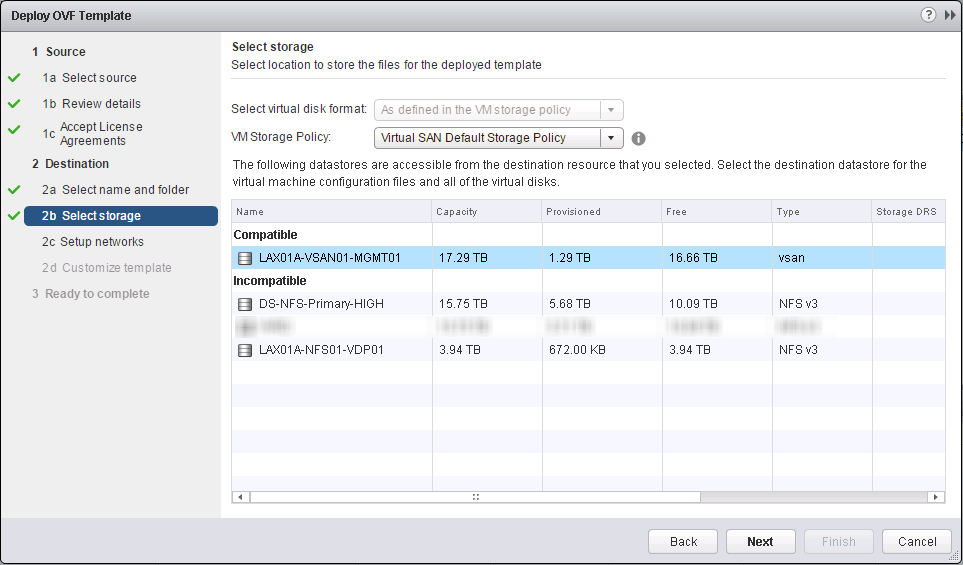 Deploy OVF Template
?
1 Source
1a Select source
1b Review details
1c Accept License
Agreements
2 Destination
2a Select name and folder
2b Select storage
2c Setup networks
2d Customize template
3 Ready to complete
Select storage
Select location to store the files for the deployed template
Select virtual disk format: As defined in the VM storage policy
VM Storage Policy: Virtual SAN Default Storage Policy
The following datastores are accessible from the destination resource that you selected. Select the destination datastore for the
virtual machine configuration files and all of the virtual disks.
Name Capacity Provisioned Free Type Storage DRS
Compatible
LAX01A-VSAN01-MGMT01 17.29 TB 1.29 TB 16.66 TB vsan
Incompatible
DS-NFS-Primary-HIGH 15.75 TB 5.68 TB 10.09 TB NFS v3
LAX01A-NFS01-VDP01 3.94 TB 672.00 KB 3.94 TB NFS v3
Back Next Finish Cancel